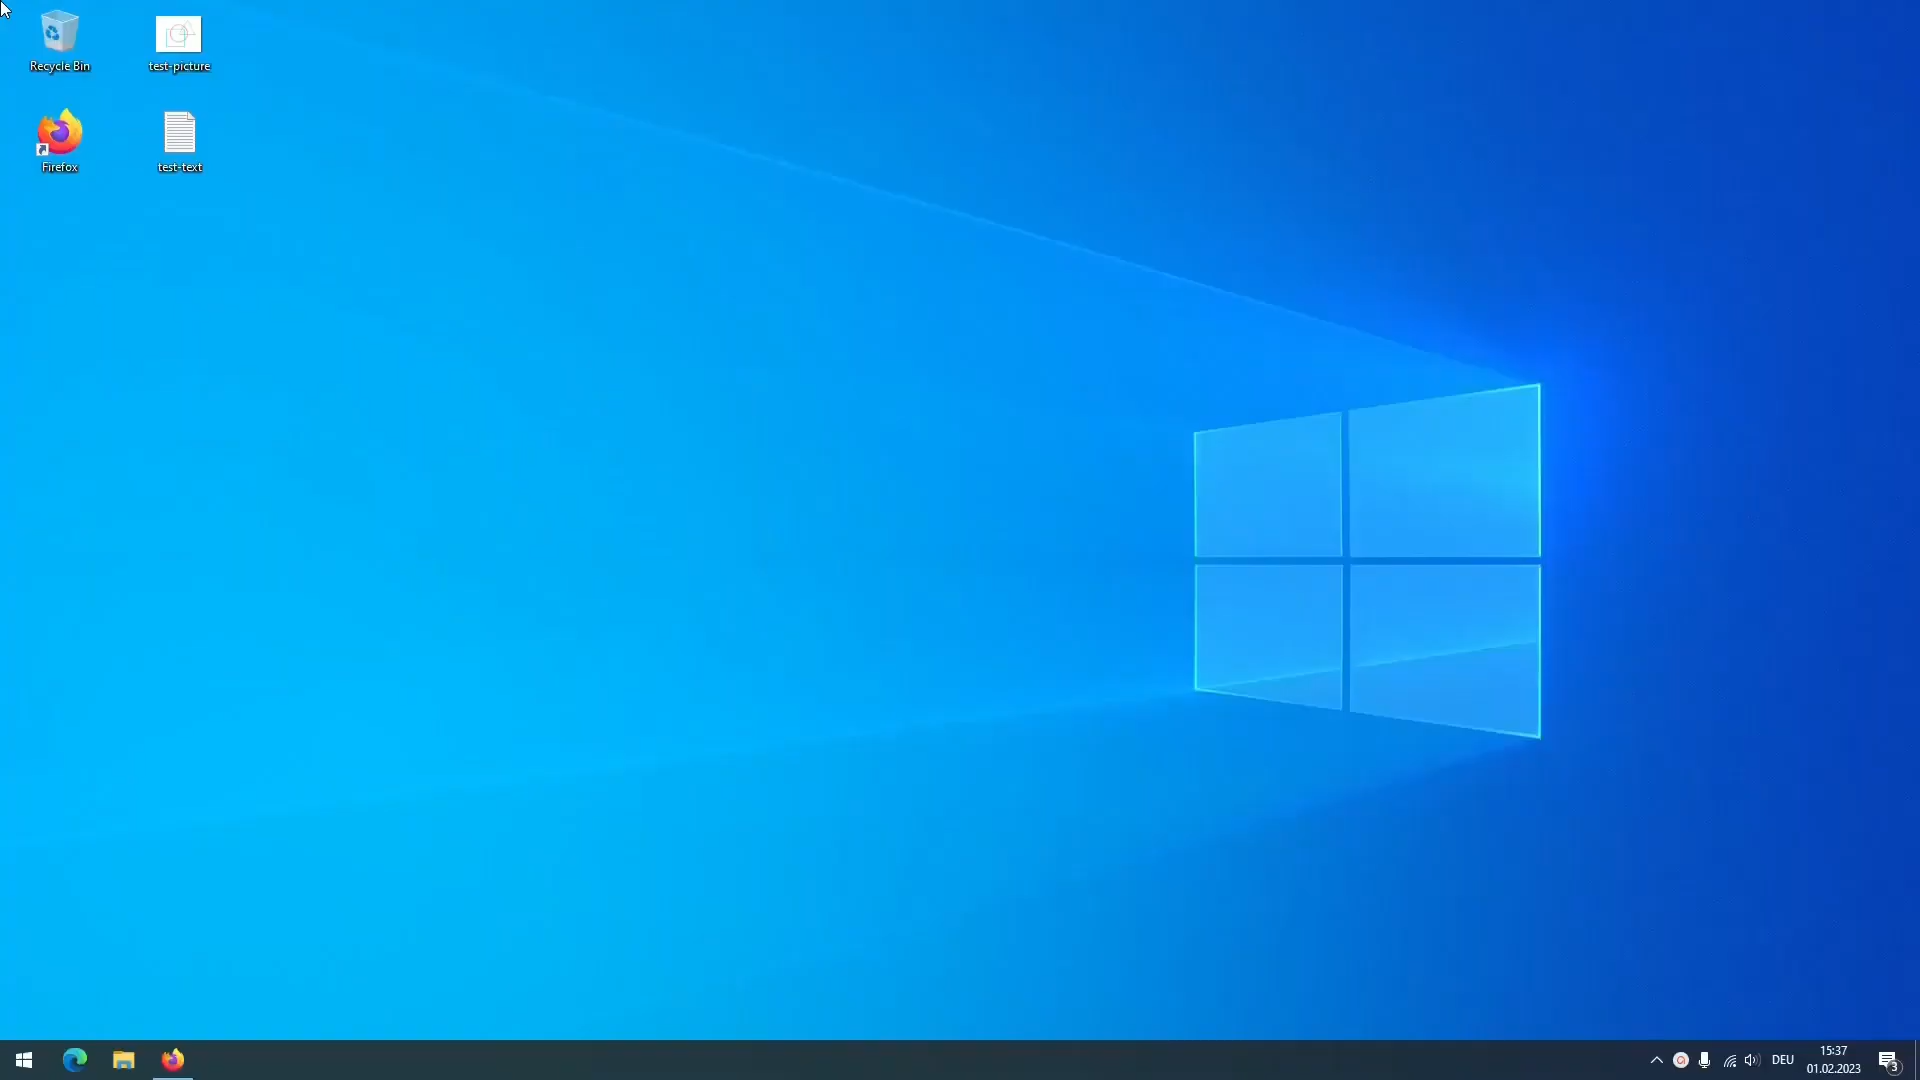 Recycle Bin
test-picture
Firefox
test-text
DEU
15:37
01.02.2023
3